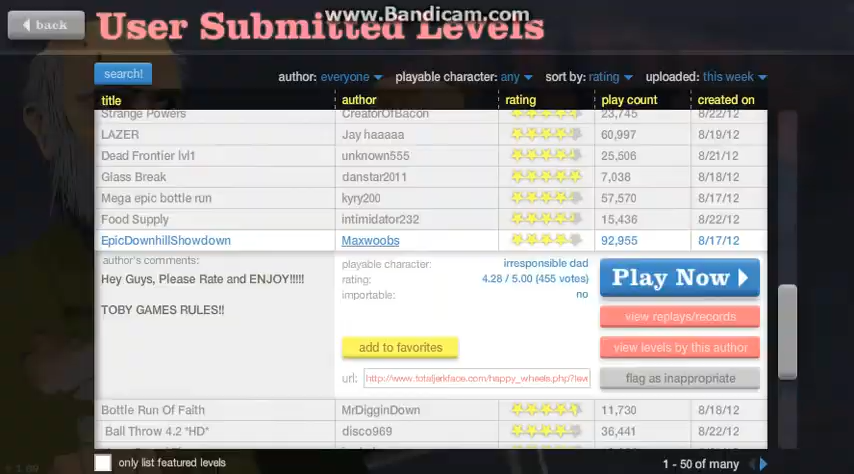 www.Bandicam.com
back
User Submitted Levels
search!
author: everyone playable character: any sort by: rating uploaded: this week
title author rating play count created on
Strange Powers CreatorOfBacon 23,745 8/22/12
LAZER Jay haaaaa 60,997 8/19/12
Dead Frontier lvl1 unknown555 25,506 8/21/12
Glass Break danstar2011 7,038 8/18/12
Mega epic bottle run kyry200 57,570 8/17/12
Food Supply intimidator232 15,436 8/22/12
EpicDownhillShowdown Maxwoobs 92,955 8/17/12
author's comments:
Hey Guys, Please Rate and ENJOY!!!!!
TOBY GAMES RULES!!
playable character: irresponsible dad
rating: 4.28 / 5.00 (455 votes)
importable: no
add to favorites
url: http://www.totaljerkface.com/happy_wheels.php?leve
Play Now
view replays/records
view levels by this author
flag as inappropriate
Bottle Run Of Faith MrDigginDown 11,730 8/18/12
Ball Throw 4.2 *HD* disco969 36,441 8/22/12
only list featured levels
1 - 50 of many
v 1.09